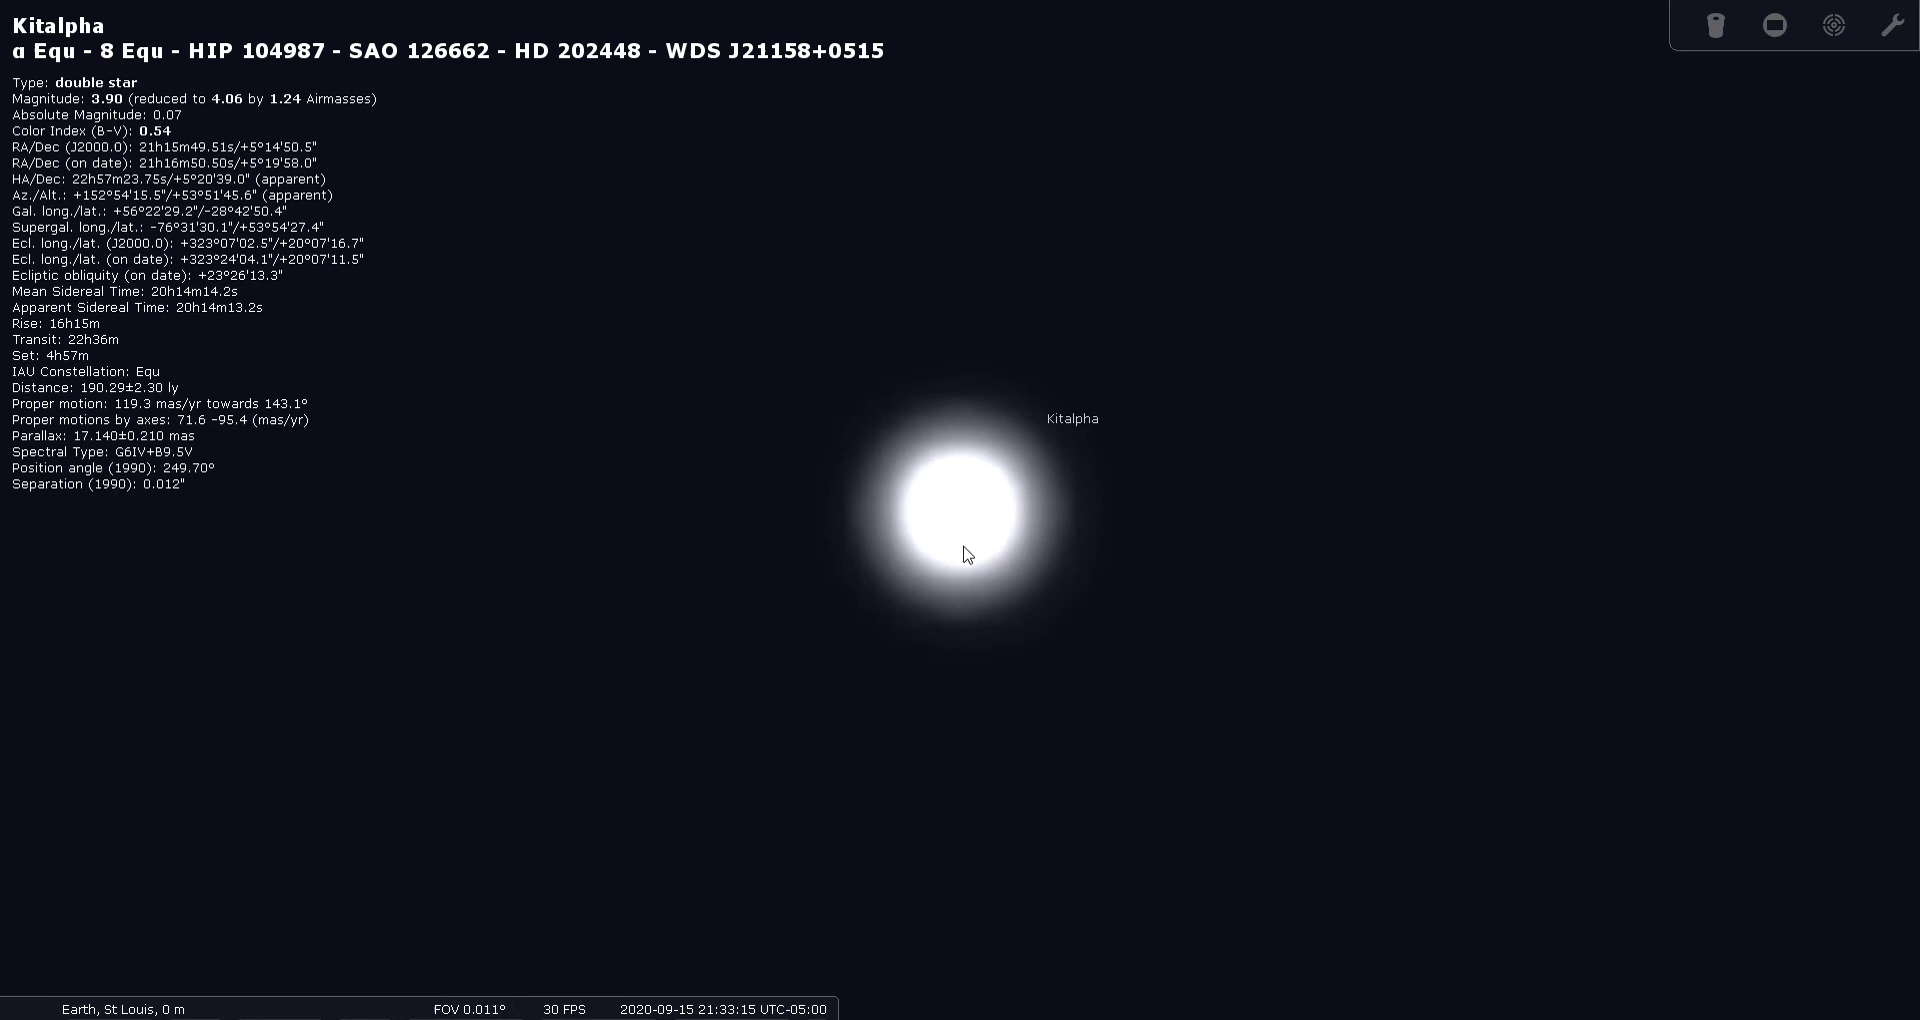 Kitalpha
α Equ - 8 Equ - HIP 104987 - SAO 126662 - HD 202448 - WDS J21158+0515
Type: double star
Magnitude: 3.90 (reduced to 4.06 by 1.24 Airmasses)
Absolute Magnitude: 0.07
Color Index (B-V): 0.54
RA/Dec (J2000.0): 21h15m49.51s/+5°14'50.5"
RA/Dec (on date): 21h16m50.50s/+5°19'58.0"
HA/Dec: 22h57m23.75s/+5°20'39.0" (apparent)
Az./Alt.: +152°54'15.5"/+53°51'45.6" (apparent)
Gal. long./lat.: +56°22'29.2"/-28°42'50.4"
Supergal. long./lat.: -76°31'30.1"/+53°54'27.4"
Ecl. long./lat. (J2000.0): +323°07'02.5"/+20°07'16.7"
Ecl. long./lat. (on date): +323°24'04.1"/+20°07'11.5"
Ecliptic obliquity (on date): +23°26'13.3"
Mean Sidereal Time: 20h14m14.2s
Apparent Sidereal Time: 20h14m13.2s
Rise: 16h15m
Transit: 22h36m
Set: 4h57m
IAU Constellation: Equ
Distance: 190.29±2.30 ly
Proper motion: 119.3 mas/yr towards 143.1°
Proper motions by axes: 71.6 -95.4 (mas/yr)
Parallax: 17.140±0.210 mas
Spectral Type: G6IV+B9.5V
Position angle (1990): 249.70°
Separation (1990): 0.012"
Kitalpha
Earth, St Louis, 0 m FOV 0.011° 30 FPS 2020-09-15 21:33:15 UTC-05:00